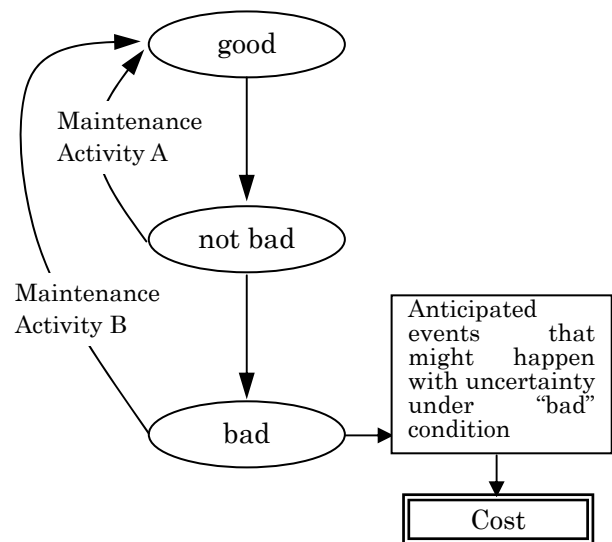 good
Maintenance
Activity A
not bad
Maintenance
Activity B
bad
Anticipated
events that
might happen
with uncertainty
under “bad”
condition
Cost